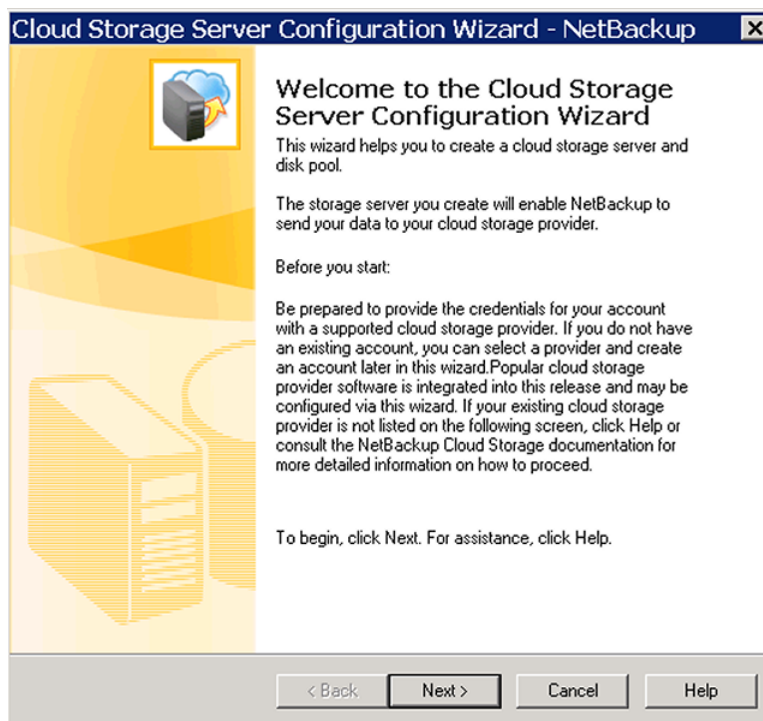 Cloud Storage Server Configuration Wizard - NetBackup
Welcome to the Cloud Storage
Server Configuration Wizard
This wizard helps you to create a cloud storage server and
disk pool.
The storage server you create will enable NetBackup to
send your data to your cloud storage provider.
Before you start:
Be prepared to provide the credentials for your account
with a supported cloud storage provider. If you do not have
an existing account, you can select a provider and create
an account later in this wizard.Popular cloud storage
provider software is integrated into this release and may be
configured via this wizard. If your existing cloud storage
provider is not listed on the following screen, click Help or
consult the NetBackup Cloud Storage documentation for
more detailed information on how to proceed.
To begin, click Next. For assistance, click Help.
< Back Next > Cancel Help